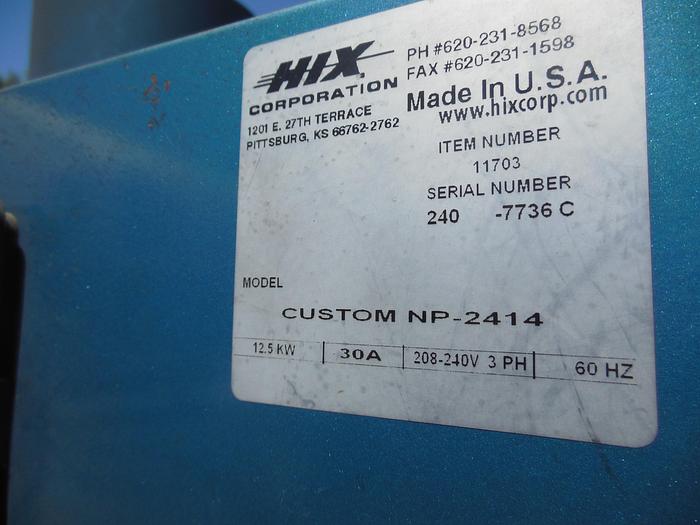 HIX
CORPORATION
1201 E. 27TH TERRACE
PITTSBURG, KS 66762-2762
PH #620-231-8568
FAX #620-231-1598
Made In U.S.A.
www.hixcorp.com
ITEM NUMBER
11703
SERIAL NUMBER
240 -7736 C
MODEL
CUSTOM NP-2414
12.5 KW | 30A | 208-240V 3 PH | 60 HZ